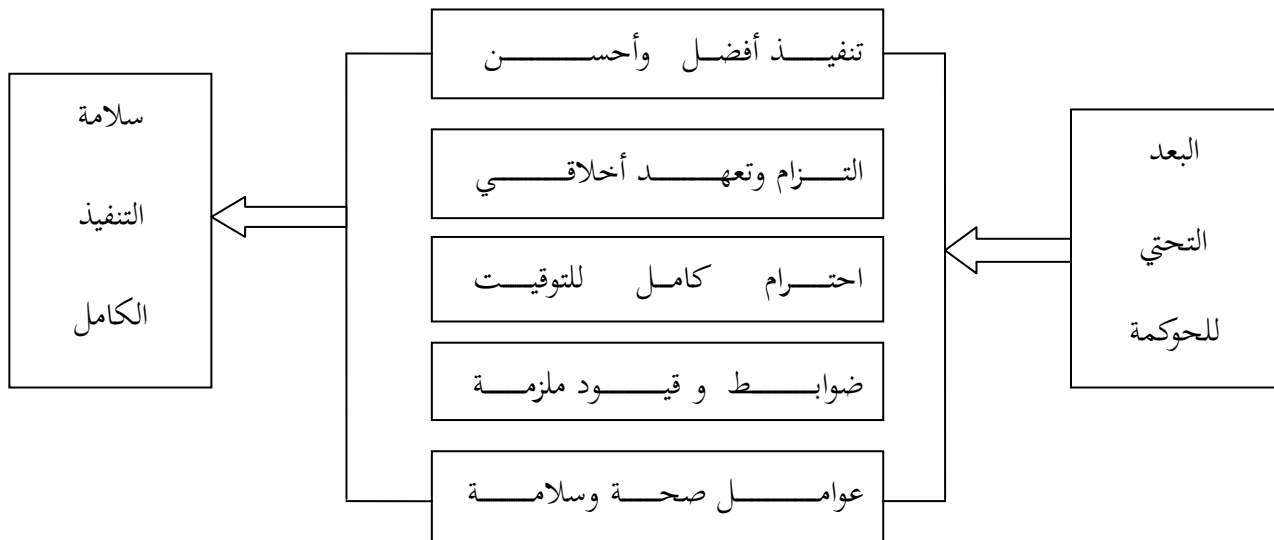 البعد
التحتي
للحوكمة
تنفيذ أفضل وأحسن
التزام وتعهد أخلاقي
احترام كامل للتوقيت
ضوابط و قيود ملزمة
عوامل صحة وسلامة
سلامة
التنفيذ
الكامل